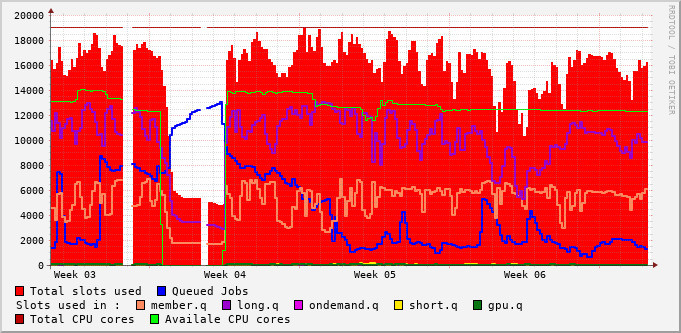 20000
18000
16000
14000
12000
10000
8000
6000
4000
2000
0
Week 03 Week 04 Week 05 Week 06
RRDTOOL / TOBI OETIKER
Total slots used Queued Jobs
Slots used in : member.q long.q ondemand.q short.q gpu.q
Total CPU cores Availale CPU cores